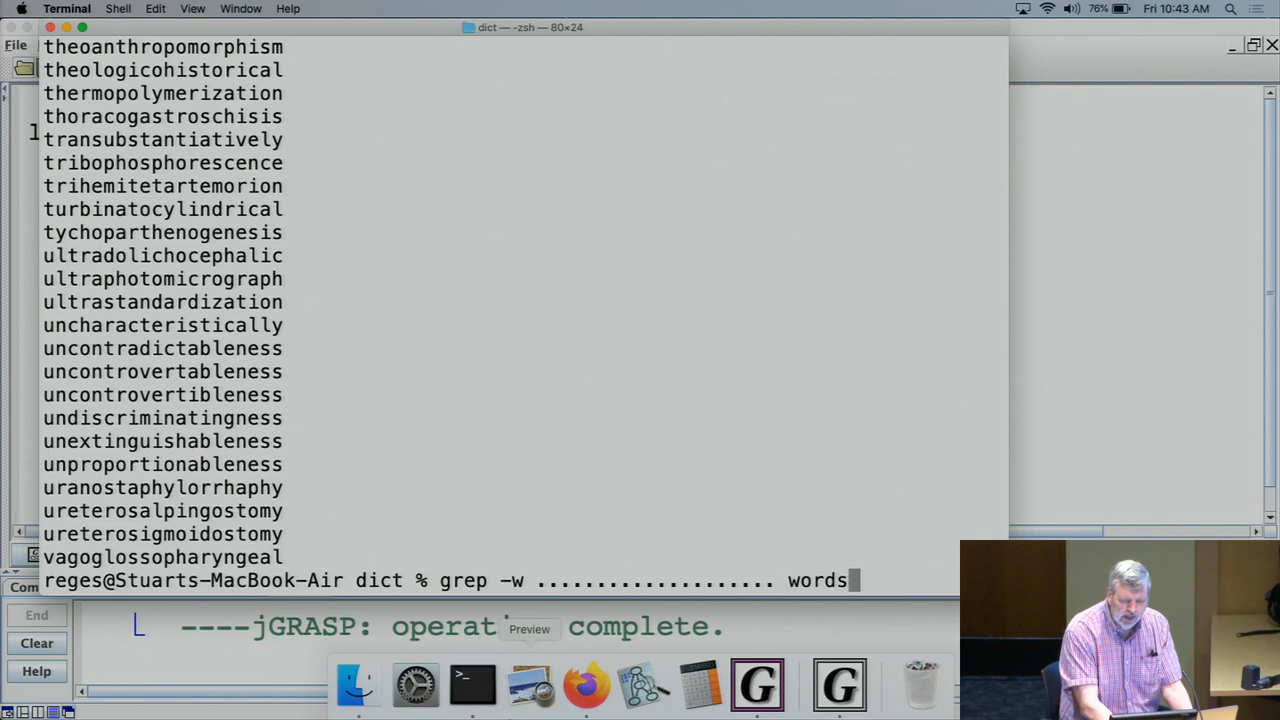 Terminal Shell Edit View Window Help 76% Fri 10:43 AM
dict — -zsh — 80×24
File
theoanthropomorphism
theologicohistorical
thermopolymerization
thoracogastroschisis
transubstantiatively
tribophosphorescence
trihemitetartemorion
turbinatocylindrical
tychoparthenogenesis
ultradolichocephalic
ultraphotomicrograph
ultrastandardization
uncharacteristically
uncontradictableness
uncontrovertableness
uncontrovertibleness
undiscriminatingness
unextinguishableness
unproportionableness
uranostaphylorrhaphy
ureterosalpingostomy
ureterosigmoidostomy
vagoglossopharyngeal
reges@Stuarts-MacBook-Air dict % grep -w .................... words
End
Clear
Help
----jGRASP: operat complete.
Preview